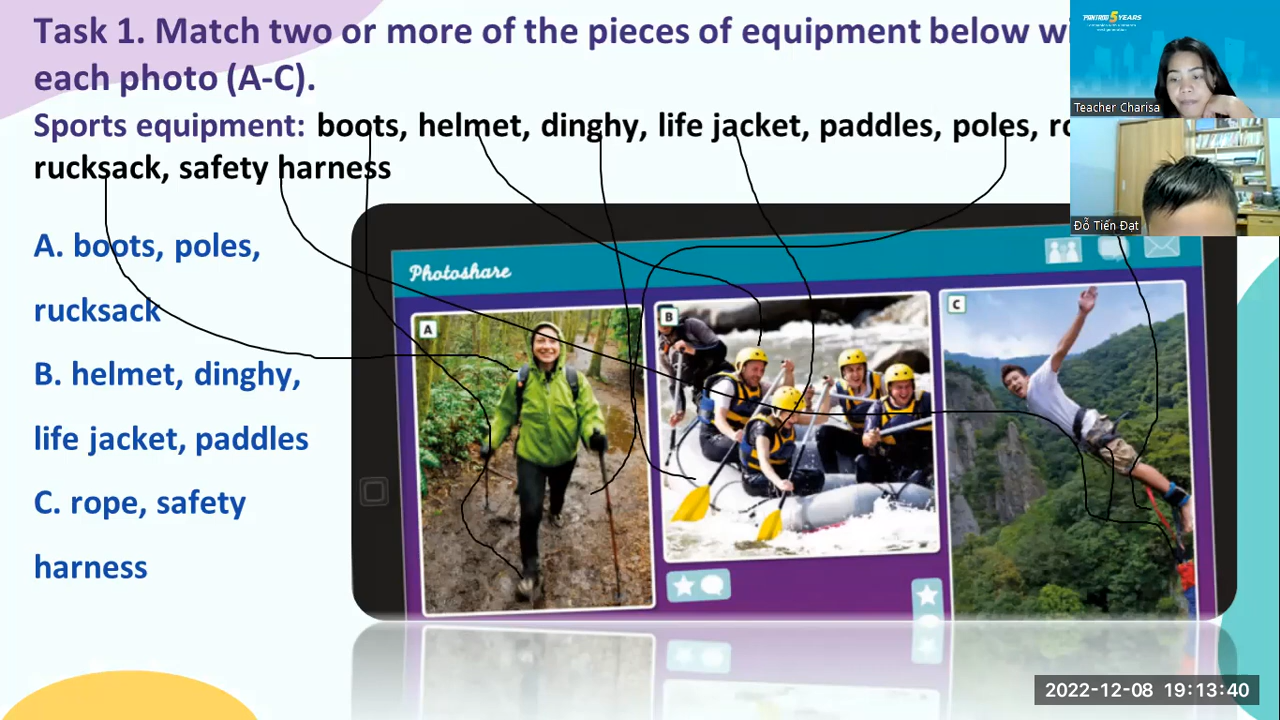 Task 1. Match two or more of the pieces of equipment below
each photo (A-C).
Sports equipment: boots, helmet, dinghy, life jacket, paddles, poles,
rucksack, safety harness
A. boots, poles,
rucksack
B. helmet, dinghy,
life jacket, paddles
C. rope, safety
harness
Photoshare
A
B
C
5 YEARS
Teacher Charisa
Đỗ Tiến Đạt
2022-12-08 19:13:40